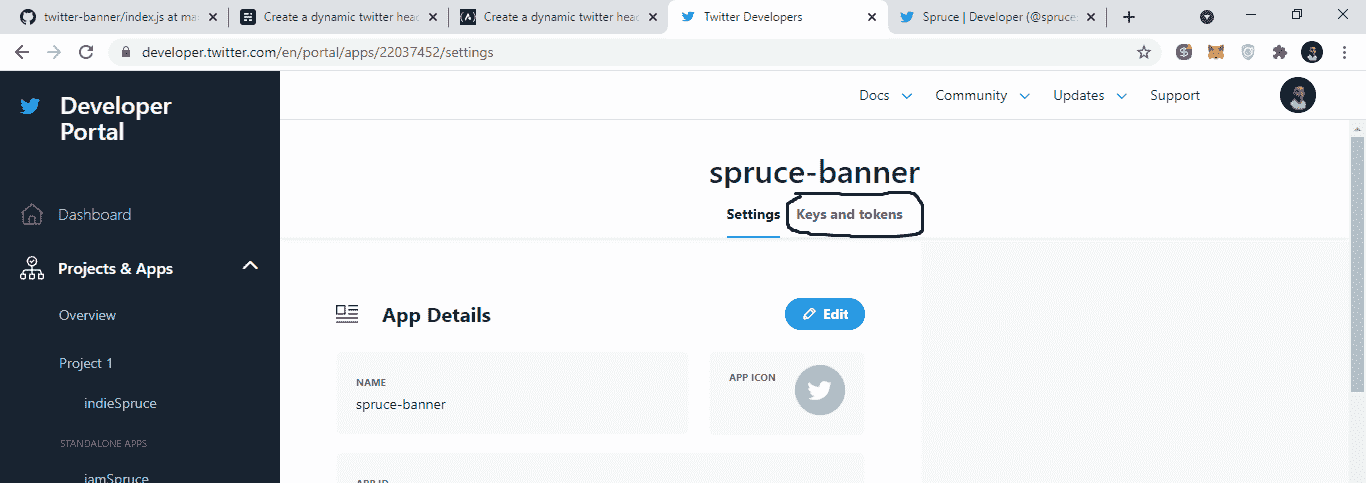 twitter-banner/index.js at ma
Create a dynamic twitter head
Create a dynamic twitter head
Twitter Developers
Spruce | Developer (@spruce
developer.twitter.com/en/portal/apps/22037452/settings
Developer
Portal
Docs
Community
Updates
Support
spruce-banner
Settings
Keys and tokens
Dashboard
Projects & Apps
Overview
Project 1
indieSpruce
STANDALONE APPS
iamSpruce
App Details
Edit
NAME
spruce-banner
APP ICON
APP ID